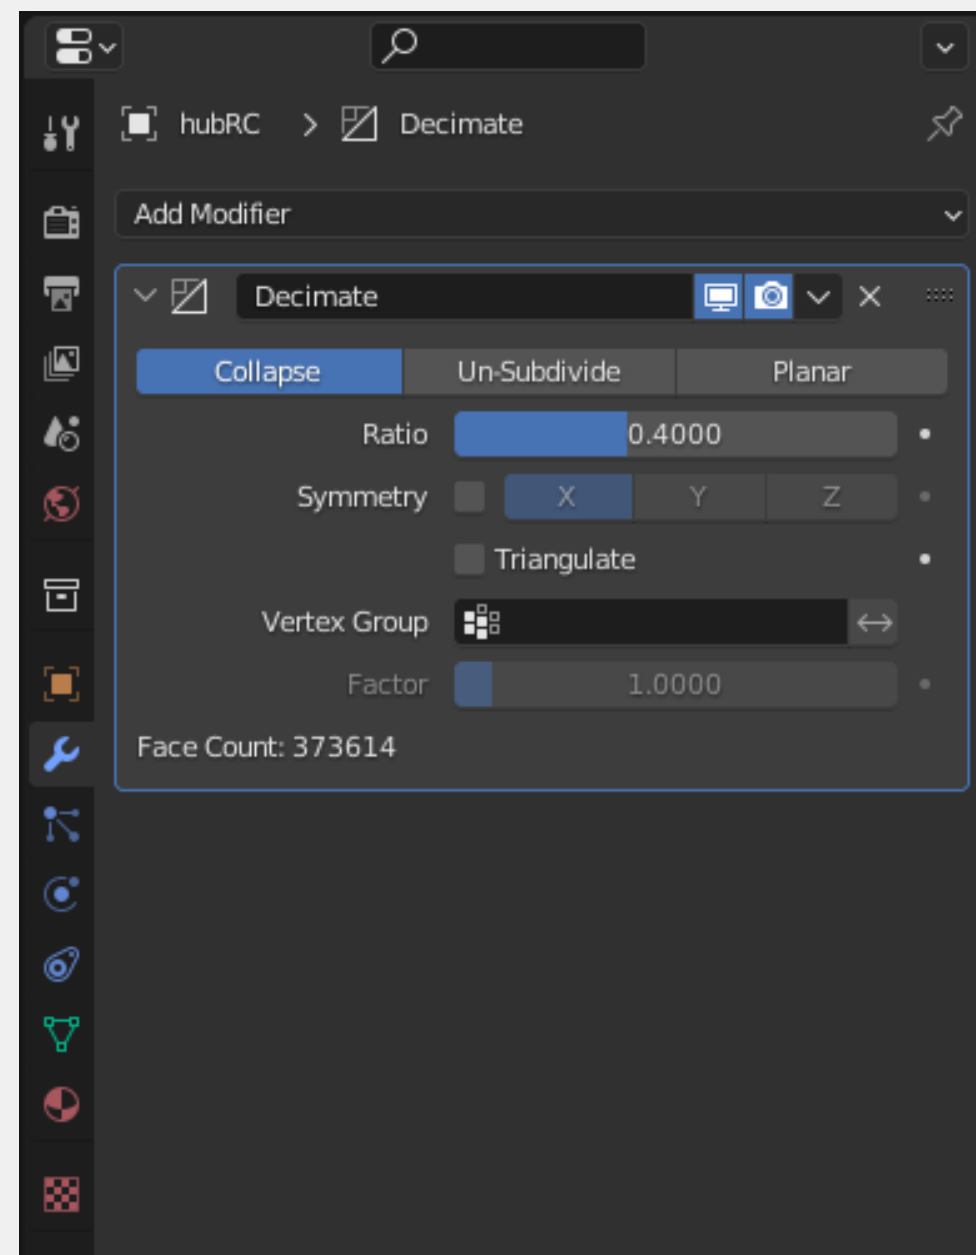 hubRC > Decimate
Add Modifier
Decimate
Collapse Un-Subdivide Planar
Ratio 0.4000
Symmetry X Y Z
Triangulate
Vertex Group
Factor 1.0000
Face Count: 373614